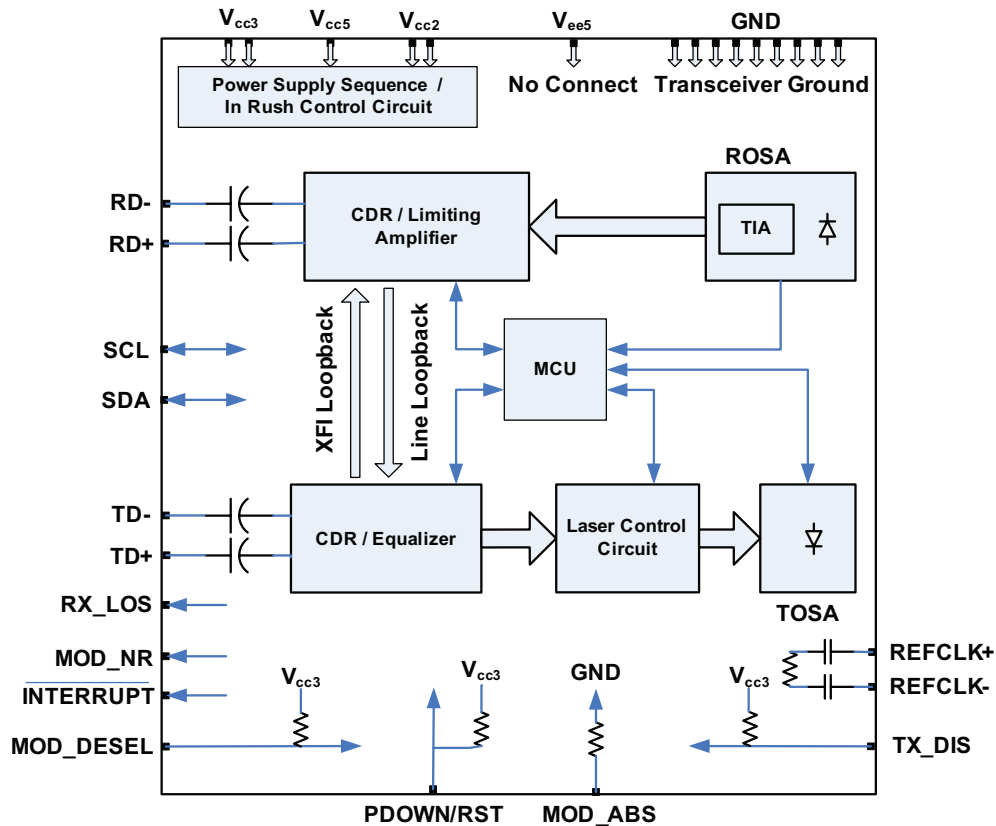 Vcc3
Vcc5
Vcc2
Vee5
GND
Power Supply Sequence /
In Rush Control Circuit
No Connect
Transceiver Ground
ROSA
RD-
RD+
CDR / Limiting
Amplifier
TIA
SCL
SDA
XFI Loopback
Line Loopback
MCU
TD-
TD+
CDR / Equalizer
Laser Control
Circuit
TOSA
RX_LOS
MOD_NR
INTERRUPT
MOD_DESEL
Vcc3
Vcc3
GND
Vcc3
REFCLK+
REFCLK-
TX_DIS
PDOWN/RST
MOD_ABS